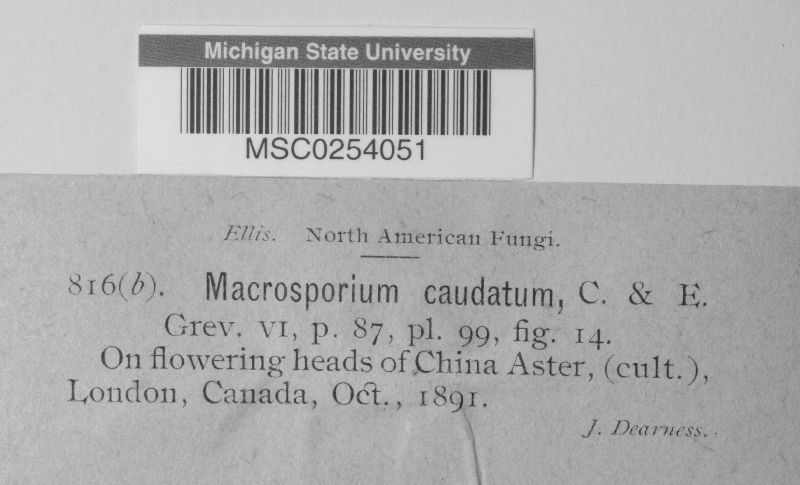 Michigan State University
MSC0254051
Ellis. North American Fungi.
816(b). Macrosporium caudatum, C. & E.
Grev. VI, p. 87, pl. 99, fig. 14.
On flowering heads of China Aster, (cult.),
London, Canada, Oct., 1891.
J. Dearness.